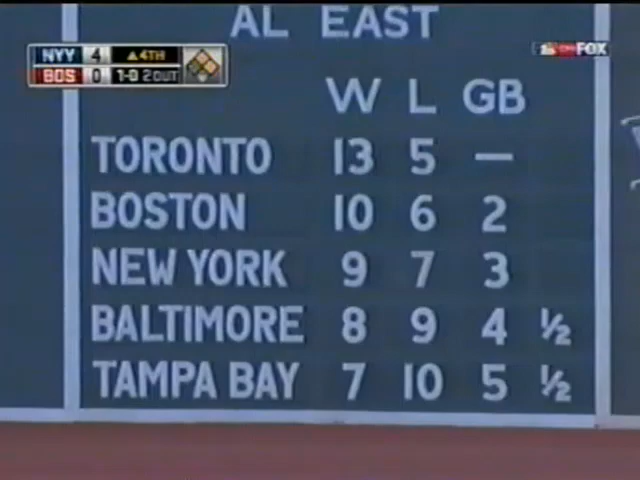 AL EAST
NYY 4 ▲4TH
BOS 0 1-0 2 OUT
FOX
W L GB
TORONTO 13 5 —
BOSTON 10 6 2
NEW YORK 9 7 3
BALTIMORE 8 9 4 ½
TAMPA BAY 7 10 5 ½